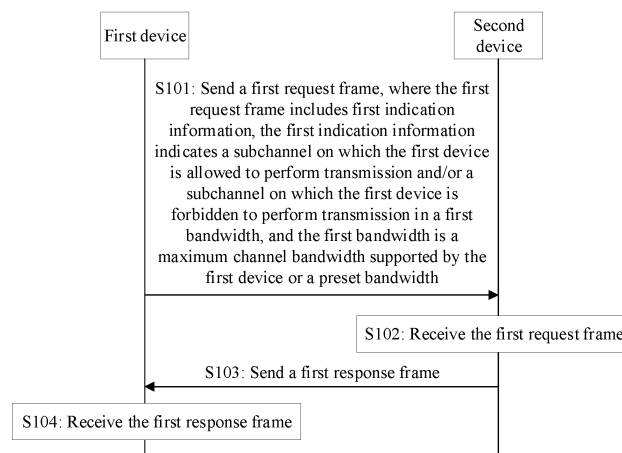 First device
Second
device
S101: Send a first request frame, where the first
request frame includes first indication
information, the first indication information
indicates a subchannel on which the first device
is allowed to perform transmission and/or a
subchannel on which the first device is
forbidden to perform transmission in a first
bandwidth, and the first bandwidth is a
maximum channel bandwidth supported by the
first device or a preset bandwidth
S102: Receive the first request frame
S103: Send a first response frame
S104: Receive the first response frame